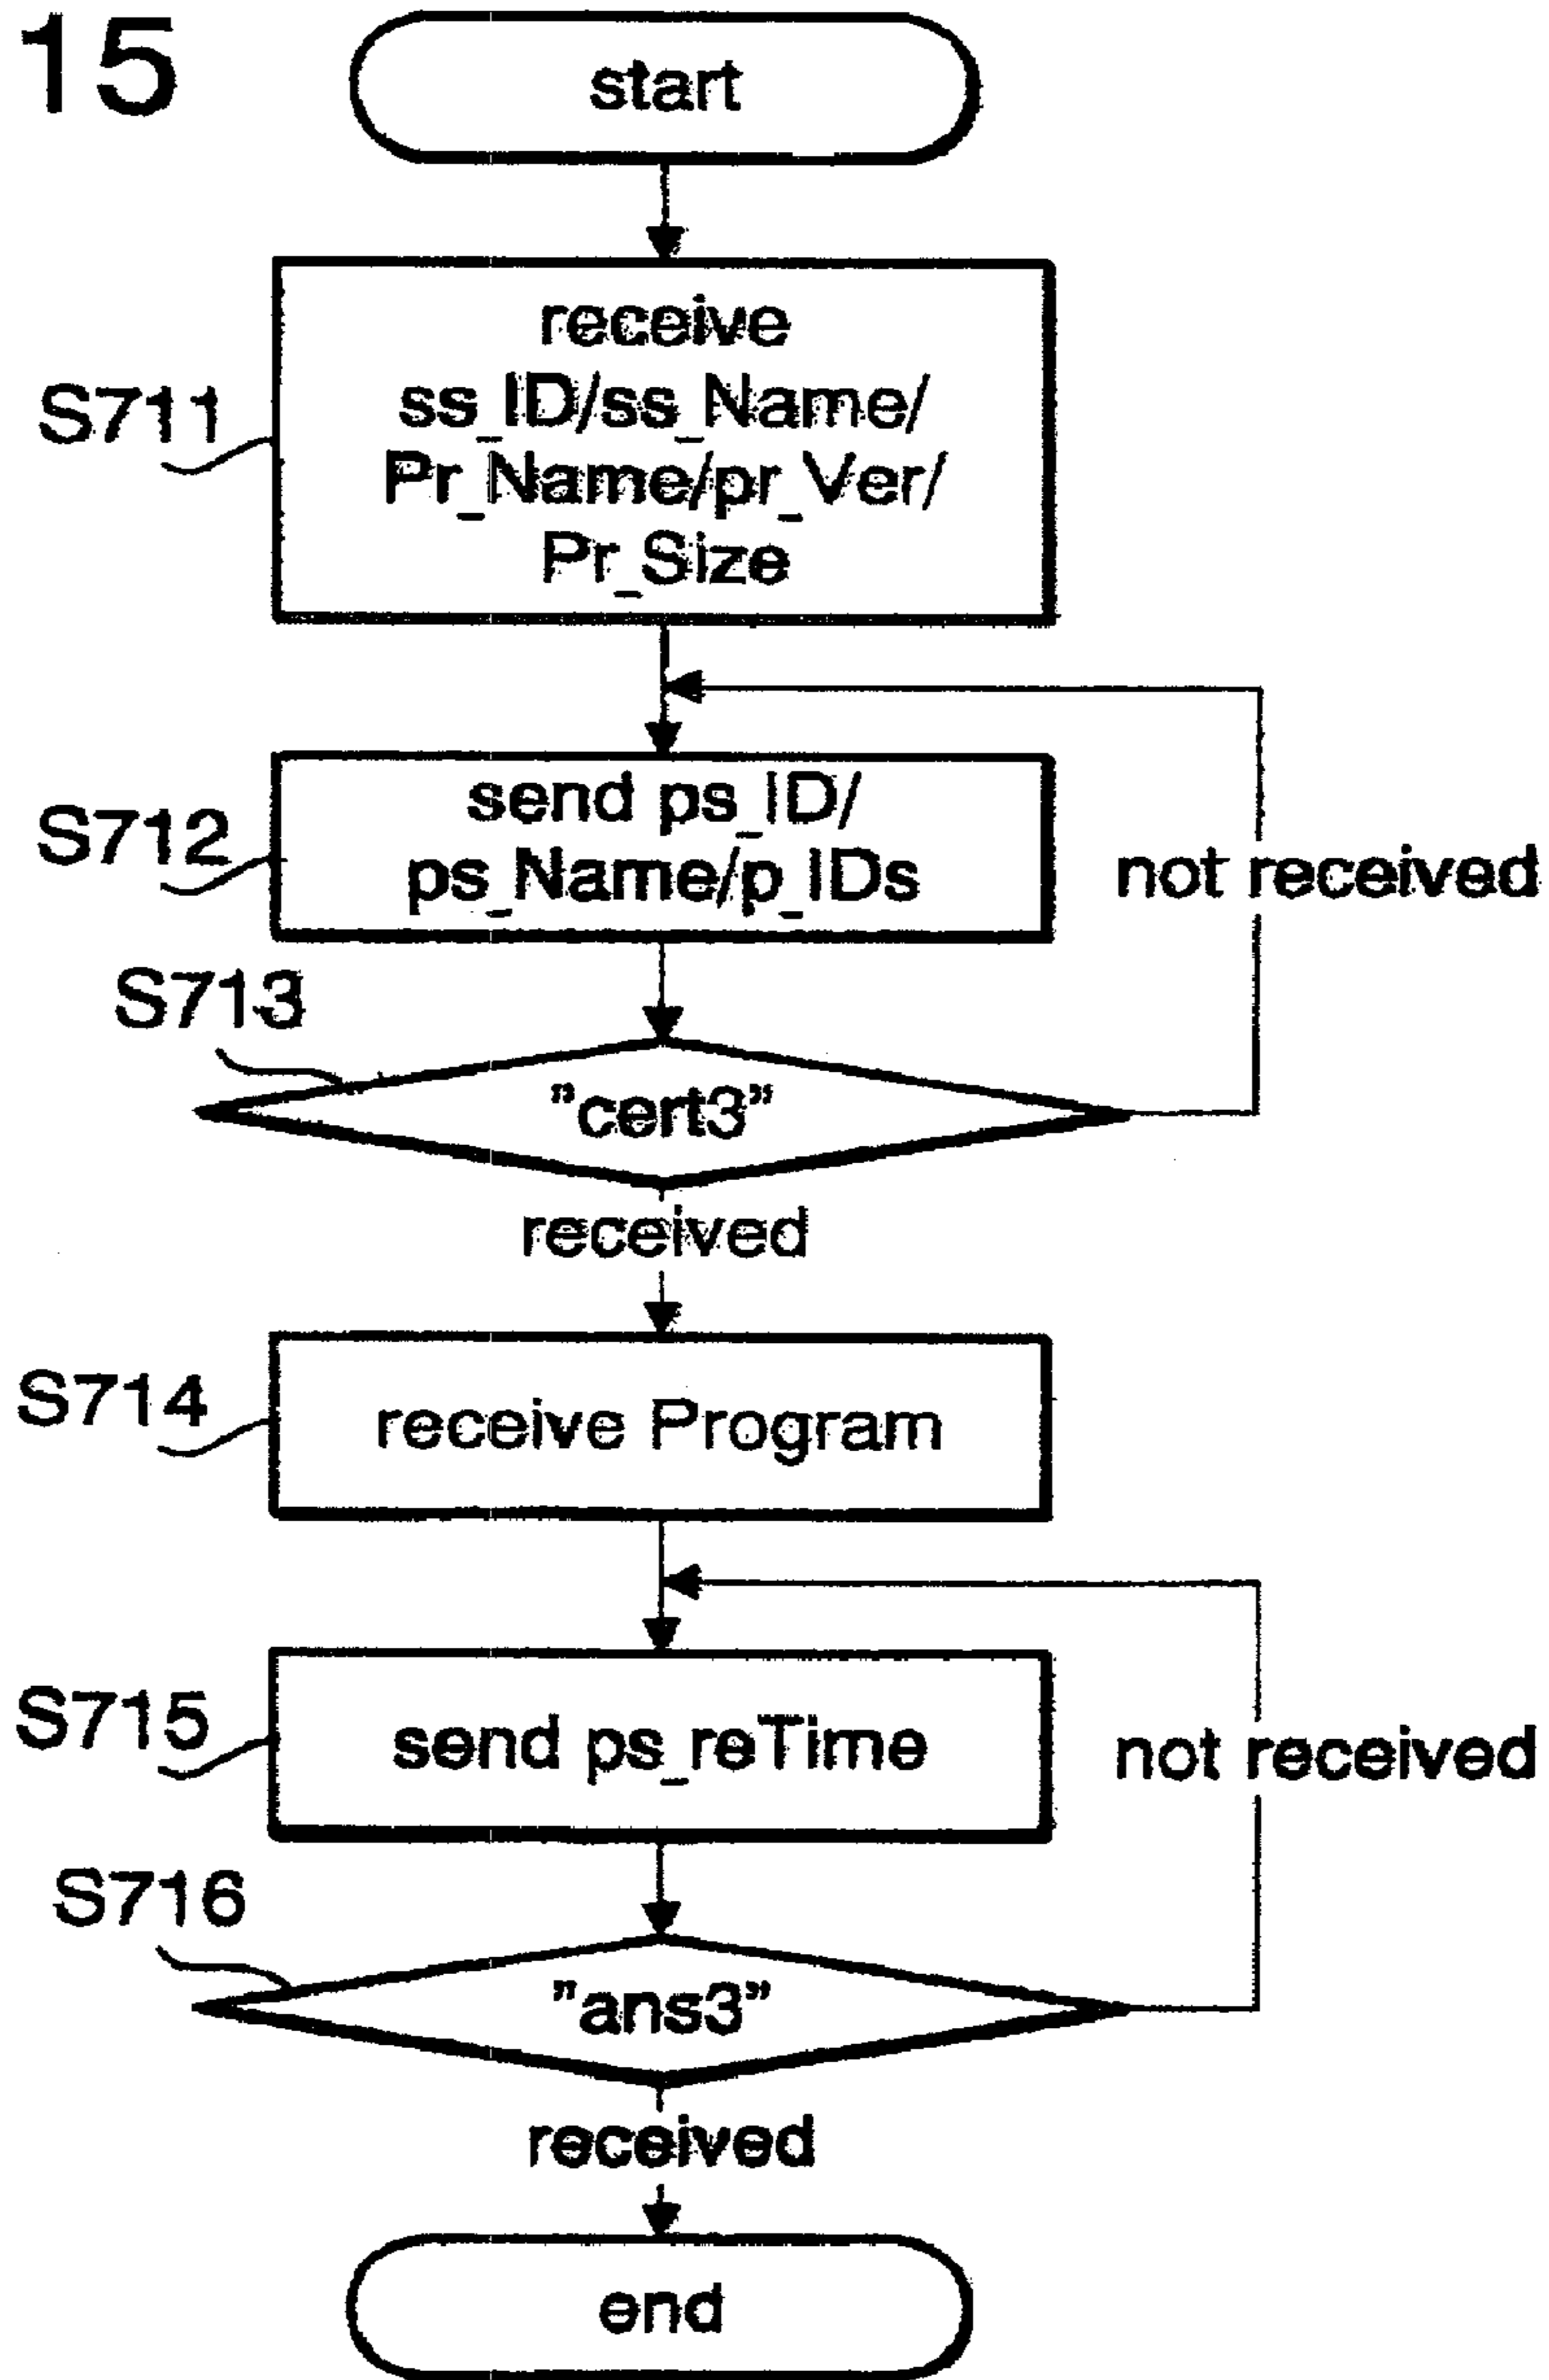 15
start
S711
receive
ss_ID/ss_Name/
Pr_Name/pr_Ver/
Pr_Size
S712
send ps_ID/
ps_Name/p_IDs
not received
S713
"cert3"
received
S714
receive Program
S715
send ps_reTime
not received
S716
"ans3"
received
end